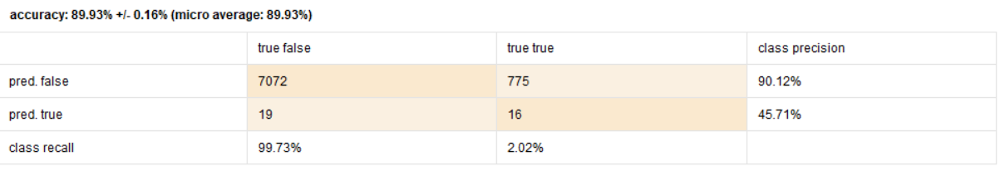 accuracy: 89.93% +/- 0.16% (micro average: 89.93%)
true false true true class precision
pred. false 7072 775 90.12%
pred. true 19 16 45.71%
class recall 99.73% 2.02%